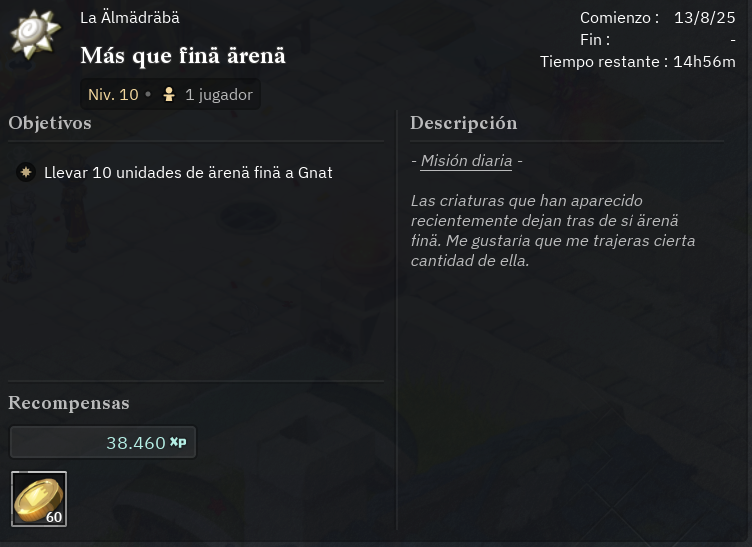 La Älmädräbä
Más que finä ärenä
Niv. 10 • 1 jugador
Comienzo : 13/8/25
Fin : -
Tiempo restante : 14h56m
Objetivos
Llevar 10 unidades de ärenä finä a Gnat
Descripción
- Misión diaria -
Las criaturas que han aparecido
recientemente dejan tras de sí ärenä
finä. Me gustaría que me trajeras cierta
cantidad de ella.
Recompensas
38.460 xp
60